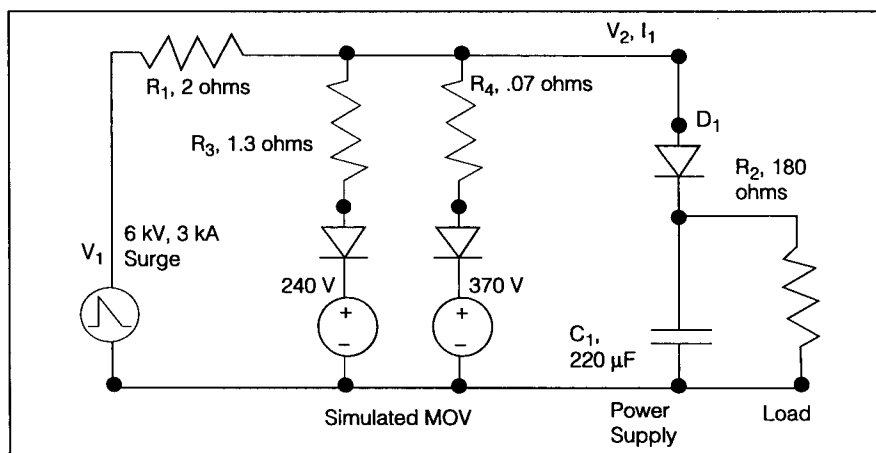 V₂, I₁
R₁, 2 ohms
R₄, .07 ohms
R₃, 1.3 ohms
D₁
R₂, 180
ohms
6 kV, 3 kA
Surge
V₁
240 V
370 V
+
–
+
–
C₁,
220 µF
Simulated MOV
Power
Supply
Load